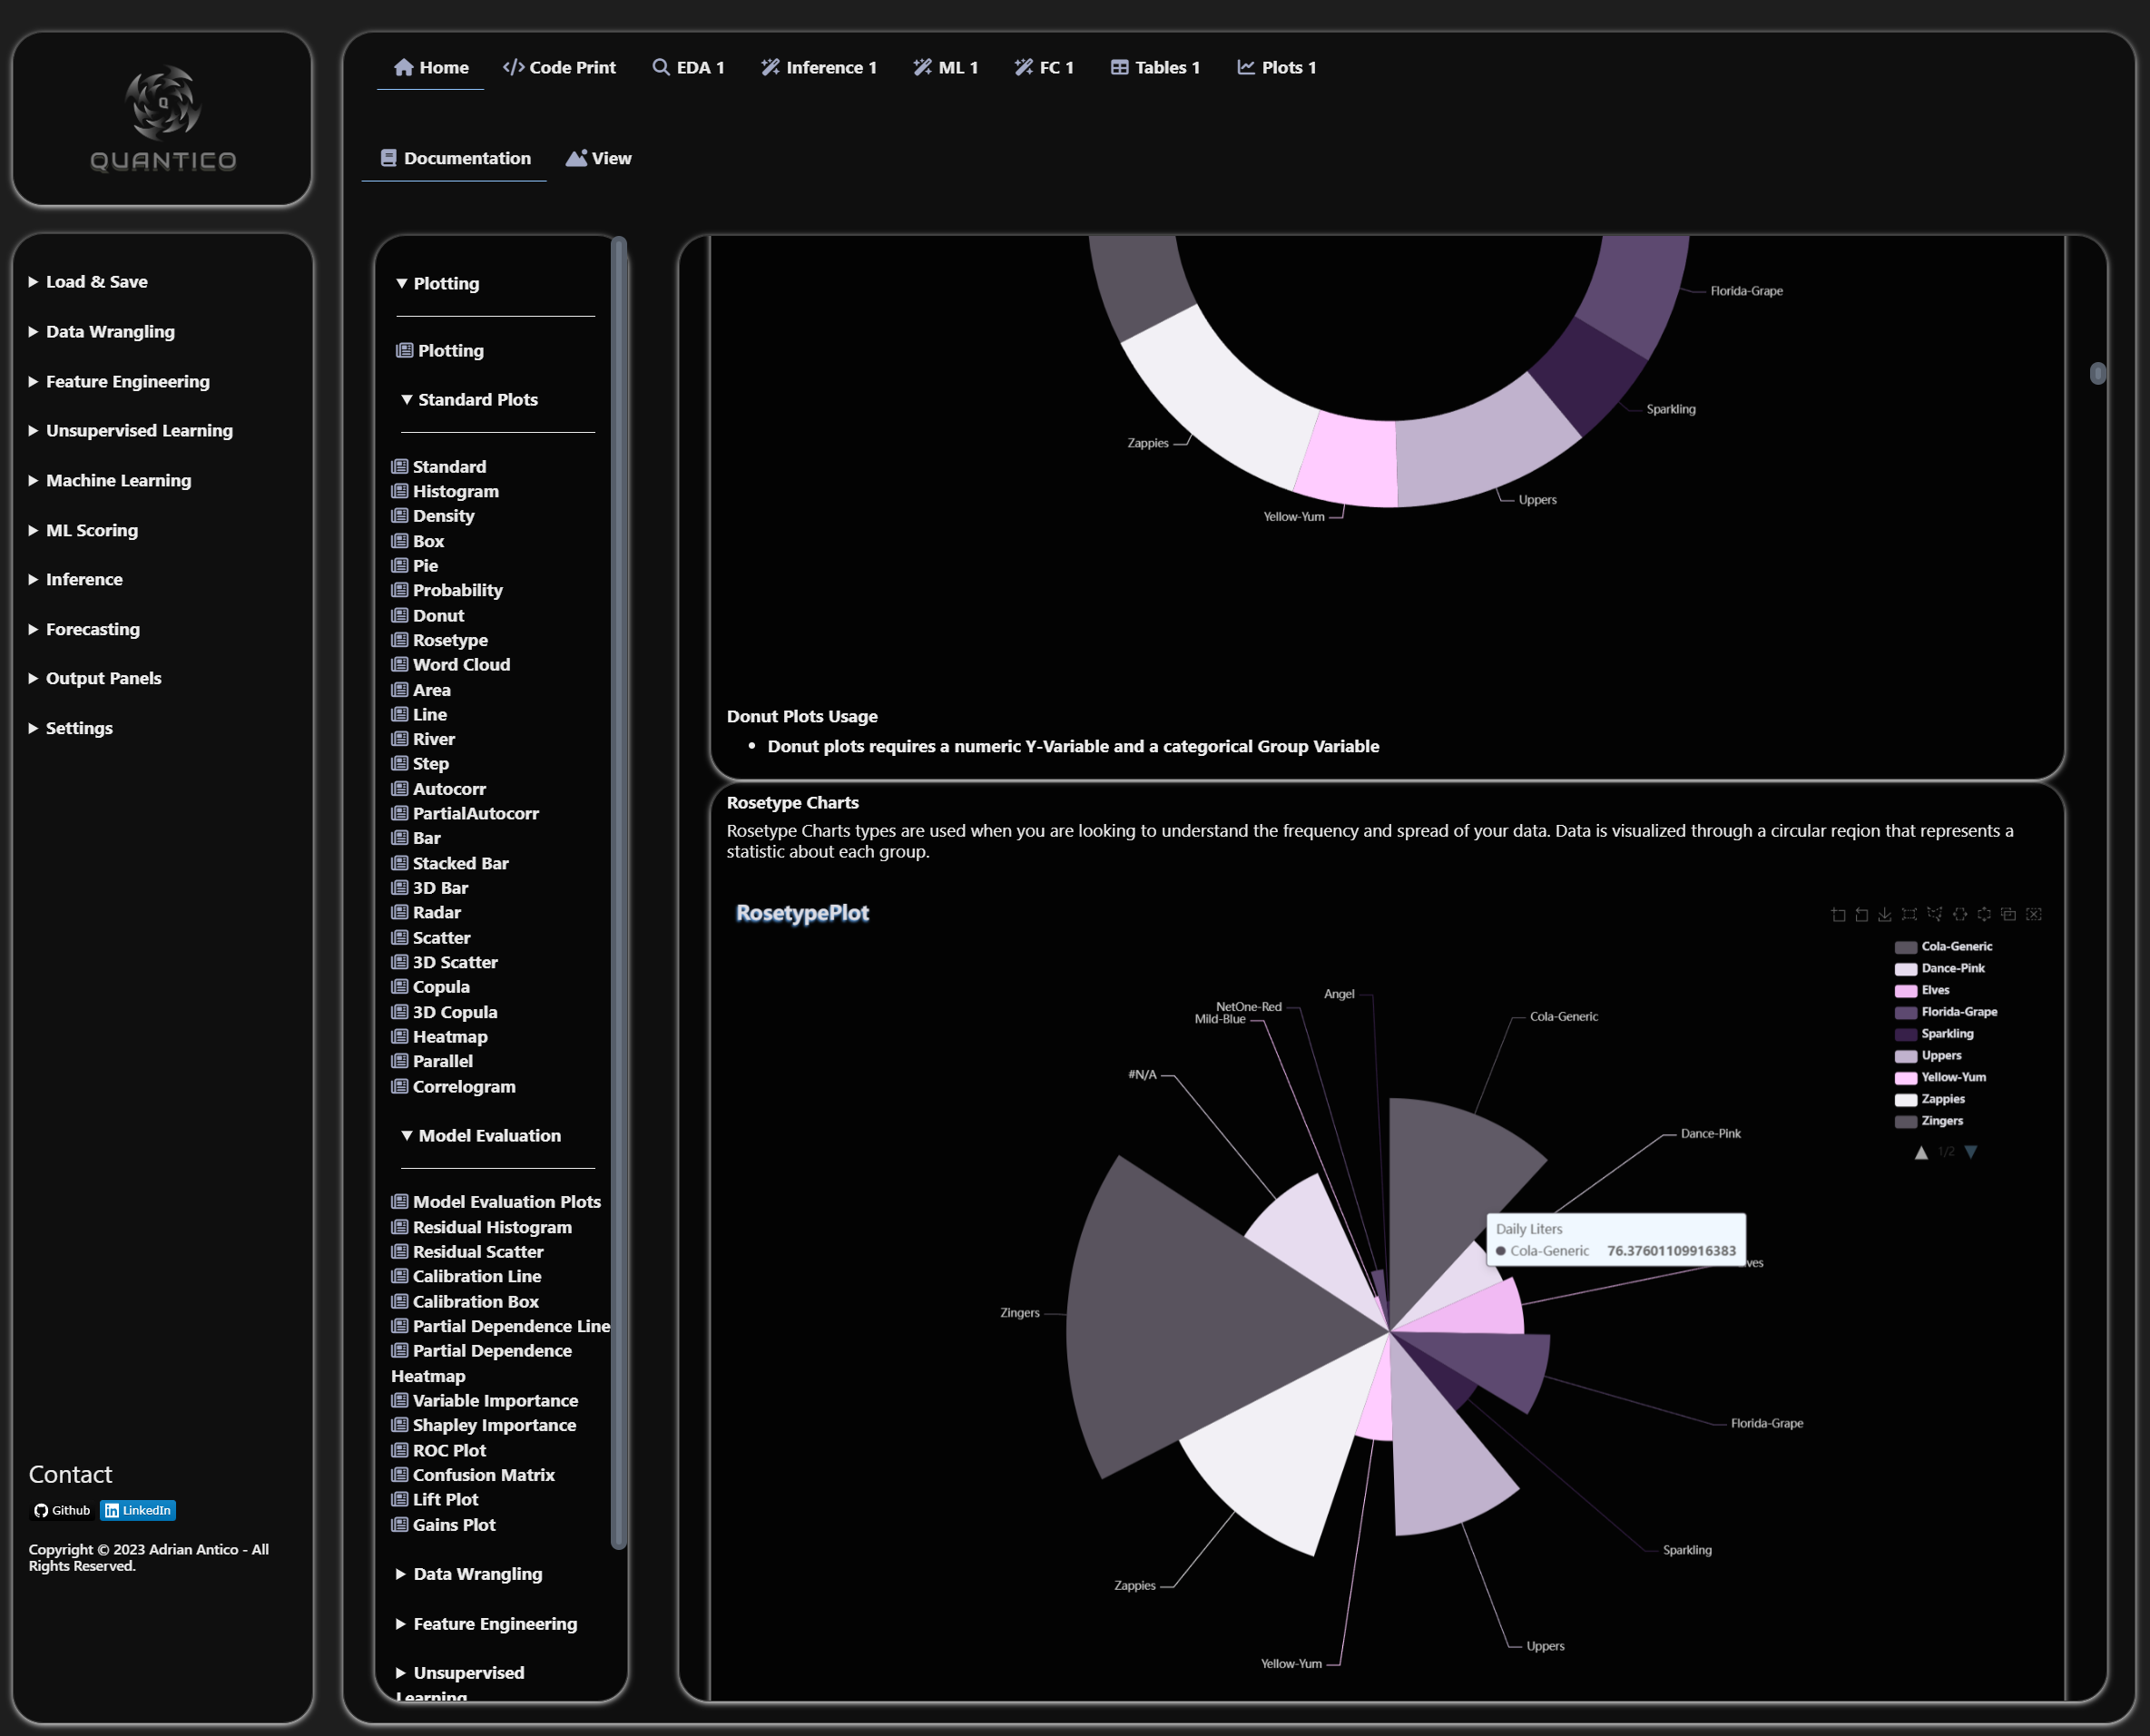 QUANTICO
Load & Save
Data Wrangling
Feature Engineering
Unsupervised Learning
Machine Learning
ML Scoring
Inference
Forecasting
Output Panels
Settings
Contact
Github LinkedIn
Copyright © 2023 Adrian Antico - All
Rights Reserved.
Home Code Print EDA 1 Inference 1 ML 1 FC 1 Tables 1 Plots 1
Documentation View
Plotting
Plotting
Standard Plots
Standard
Histogram
Density
Box
Pie
Probability
Donut
Rosetype
Word Cloud
Area
Line
River
Step
Autocorr
PartialAutocorr
Bar
Stacked Bar
3D Bar
Radar
Scatter
3D Scatter
Copula
3D Copula
Heatmap
Parallel
Correlogram
Model Evaluation
Model Evaluation Plots
Residual Histogram
Residual Scatter
Calibration Line
Calibration Box
Partial Dependence Line
Partial Dependence
Heatmap
Variable Importance
Shapley Importance
ROC Plot
Confusion Matrix
Lift Plot
Gains Plot
Data Wrangling
Feature Engineering
Unsupervised
Learning
Florida-Grape
Sparkling
Zappies
Uppers
Yellow-Yum
Donut Plots Usage
• Donut plots requires a numeric Y-Variable and a categorical Group Variable
Rosetype Charts
Rosetype Charts types are used when you are looking to understand the frequency and spread of your data. Data is visualized through a circular reqion that represents a
statistic about each group.
RosetypePlot
Cola-Generic
Dance-Pink
Elves
Florida-Grape
Sparkling
Uppers
Yellow-Yum
Zappies
Zingers
1/2
Angel
NetOne-Red
Mild-Blue
Cola-Generic
#N/A
Dance-Pink
Daily Liters
Cola-Generic 76.37601109916383
lves
Zingers
Florida-Grape
Sparkling
Zappies
Uppers
Yellow-Yum